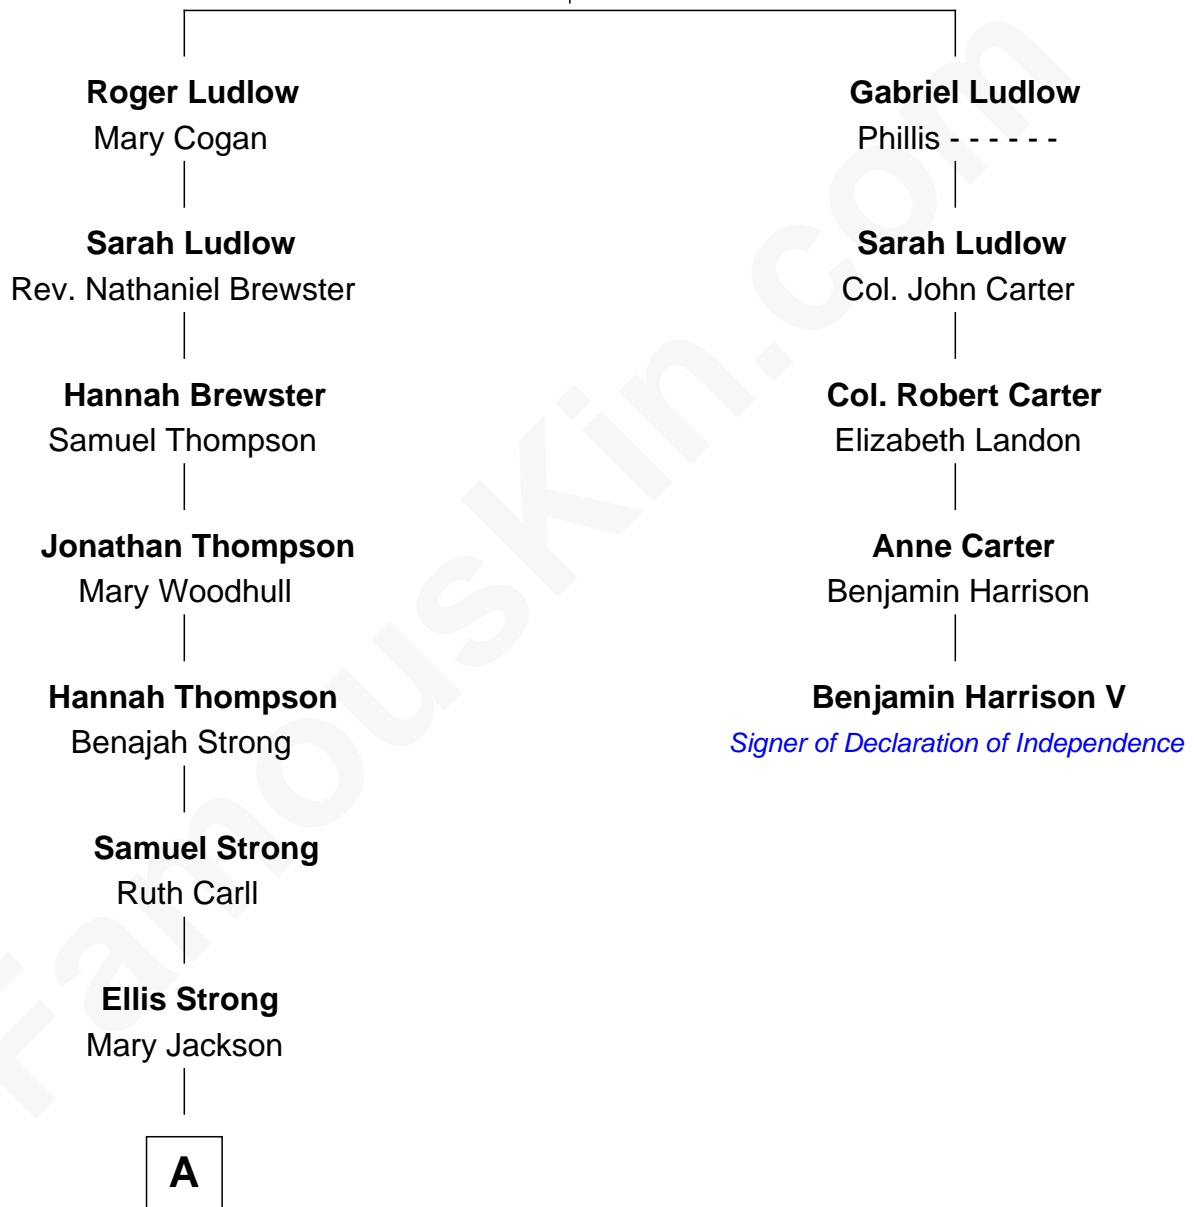 Roger Ludlow
Mary Cogan
Sarah Ludlow
Rev. Nathaniel Brewster
Hannah Brewster
Samuel Thompson
Jonathan Thompson
Mary Woodhull
Hannah Thompson
Benajah Strong
Samuel Strong
Ruth Carll
Ellis Strong
Mary Jackson
A
Gabriel Ludlow
Phillis - - - - - -
Sarah Ludlow
Col. John Carter
Col. Robert Carter
Elizabeth Landon
Anne Carter
Benjamin Harrison
Benjamin Harrison V
Signer of Declaration of Independence
FamousKin.com